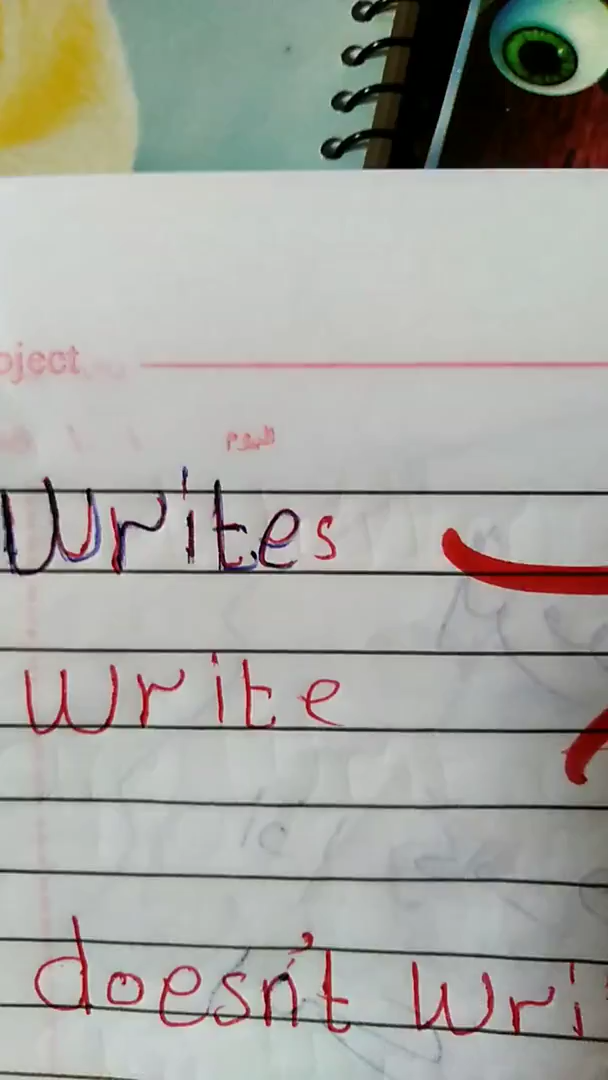 oject
اليوم
Writes
write
doesn't wri